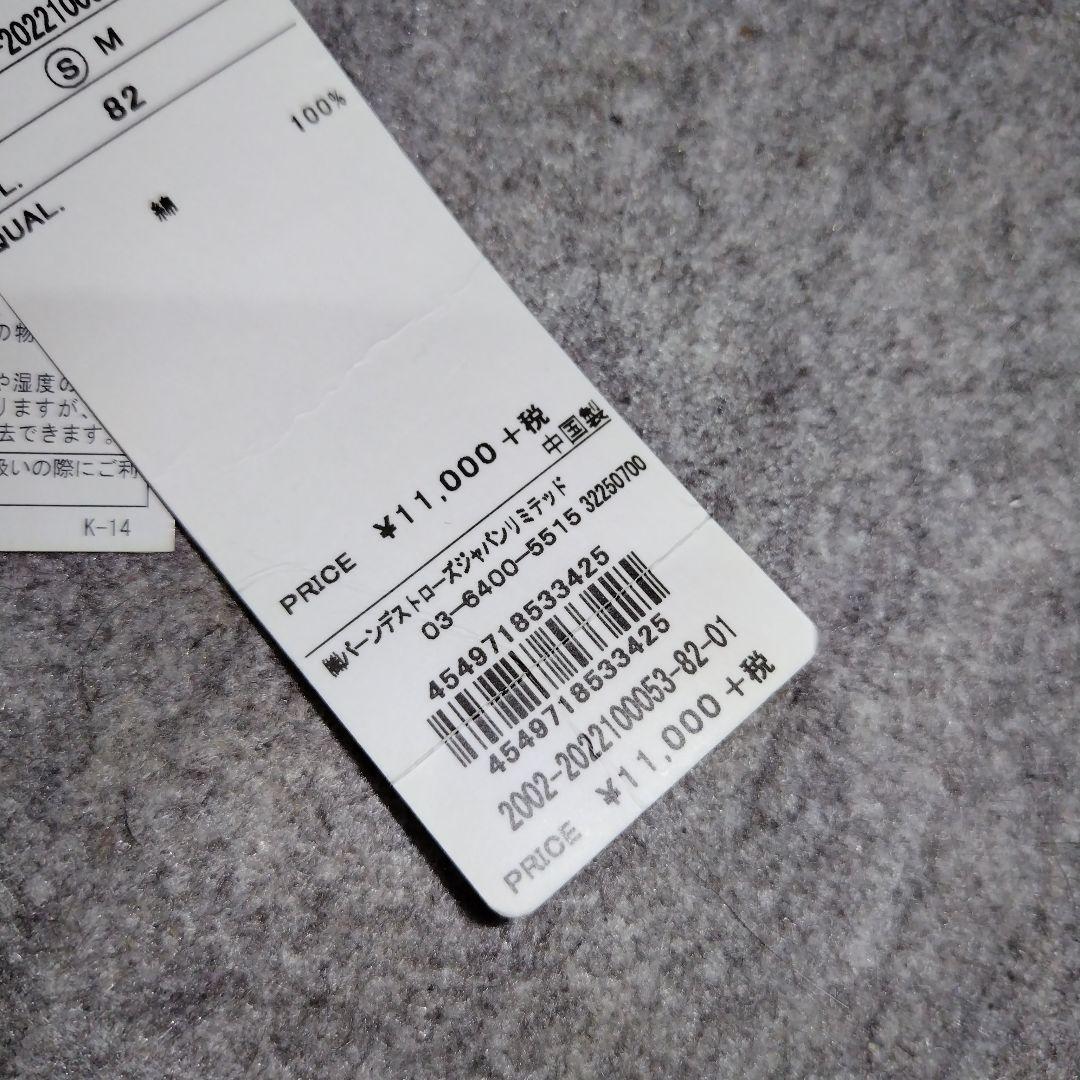 -20221000
Ⓢ M
82
L.
QUAL.
綿 100%
の物
や湿度の
りますが、
去できます。
扱いの際にご利
K-14
PRICE ¥11,000+税
中国製
㈱バーンデストローズジャパンリミテッド
03-6400-5515 32250700
4549718533425
4549718533425
2002-2022100053-82-01
PRICE ¥11,000+税